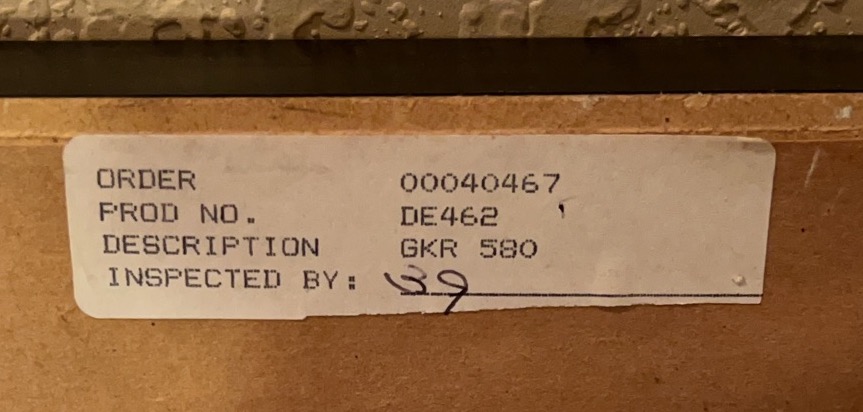 ORDER 00040467
PROD NO. DE462
DESCRIPTION GKR 580
INSPECTED BY: